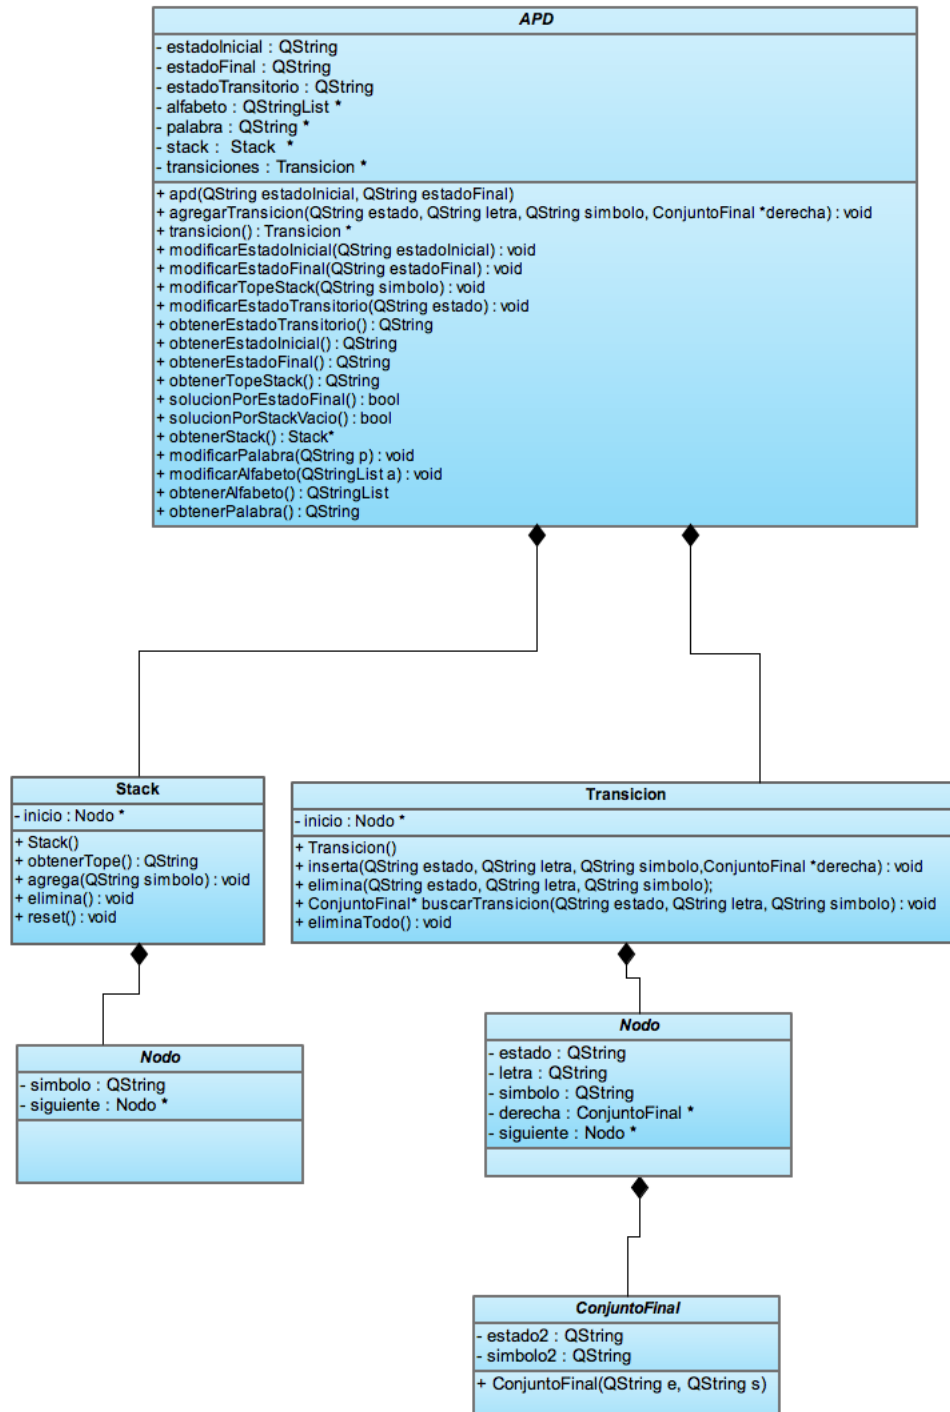 APD
- estadoInicial : QString
- estadoFinal : QString
- estadoTransitorio : QString
- alfabeto : QStringList *
- palabra : QString *
- stack : Stack *
- transiciones : Transicion *
+ apd(QString estadoInicial, QString estadoFinal)
+ agregarTransicion(QString estado, QString letra, QString simbolo, ConjuntoFinal *derecha) : void
+ transicion() : Transicion *
+ modificarEstadoInicial(QString estadoInicial) : void
+ modificarEstadoFinal(QString estadoFinal) : void
+ modificarTopeStack(QString simbolo) : void
+ modificarEstadoTransitorio(QString estado) : void
+ obtenerEstadoTransitorio() : QString
+ obtenerEstadoInicial() : QString
+ obtenerEstadoFinal() : QString
+ obtenerTopeStack() : QString
+ solucionPorEstadoFinal() : bool
+ solucionPorStackVacio() : bool
+ obtenerStack() : Stack*
+ modificarPalabra(QString p) : void
+ modificarAlfabeto(QStringList a) : void
+ obtenerAlfabeto() : QStringList
+ obtenerPalabra() : QString
Stack
- inicio : Nodo *
+ Stack()
+ obtenerTope() : QString
+ agrega(QString simbolo) : void
+ elimina() : void
+ reset() : void
Transicion
- inicio : Nodo *
+ Transicion()
+ inserta(QString estado, QString letra, QString simbolo,ConjuntoFinal *derecha) : void
+ elimina(QString estado, QString letra, QString simbolo);
+ ConjuntoFinal* buscarTransicion(QString estado, QString letra, QString simbolo) : void
+ eliminaTodo() : void
Nodo
- simbolo : QString
- siguiente : Nodo *
Nodo
- estado : QString
- letra : QString
- simbolo : QString
- derecha : ConjuntoFinal *
- siguiente : Nodo *
ConjuntoFinal
- estado2 : QString
- simbolo2 : QString
+ ConjuntoFinal(QString e, QString s)